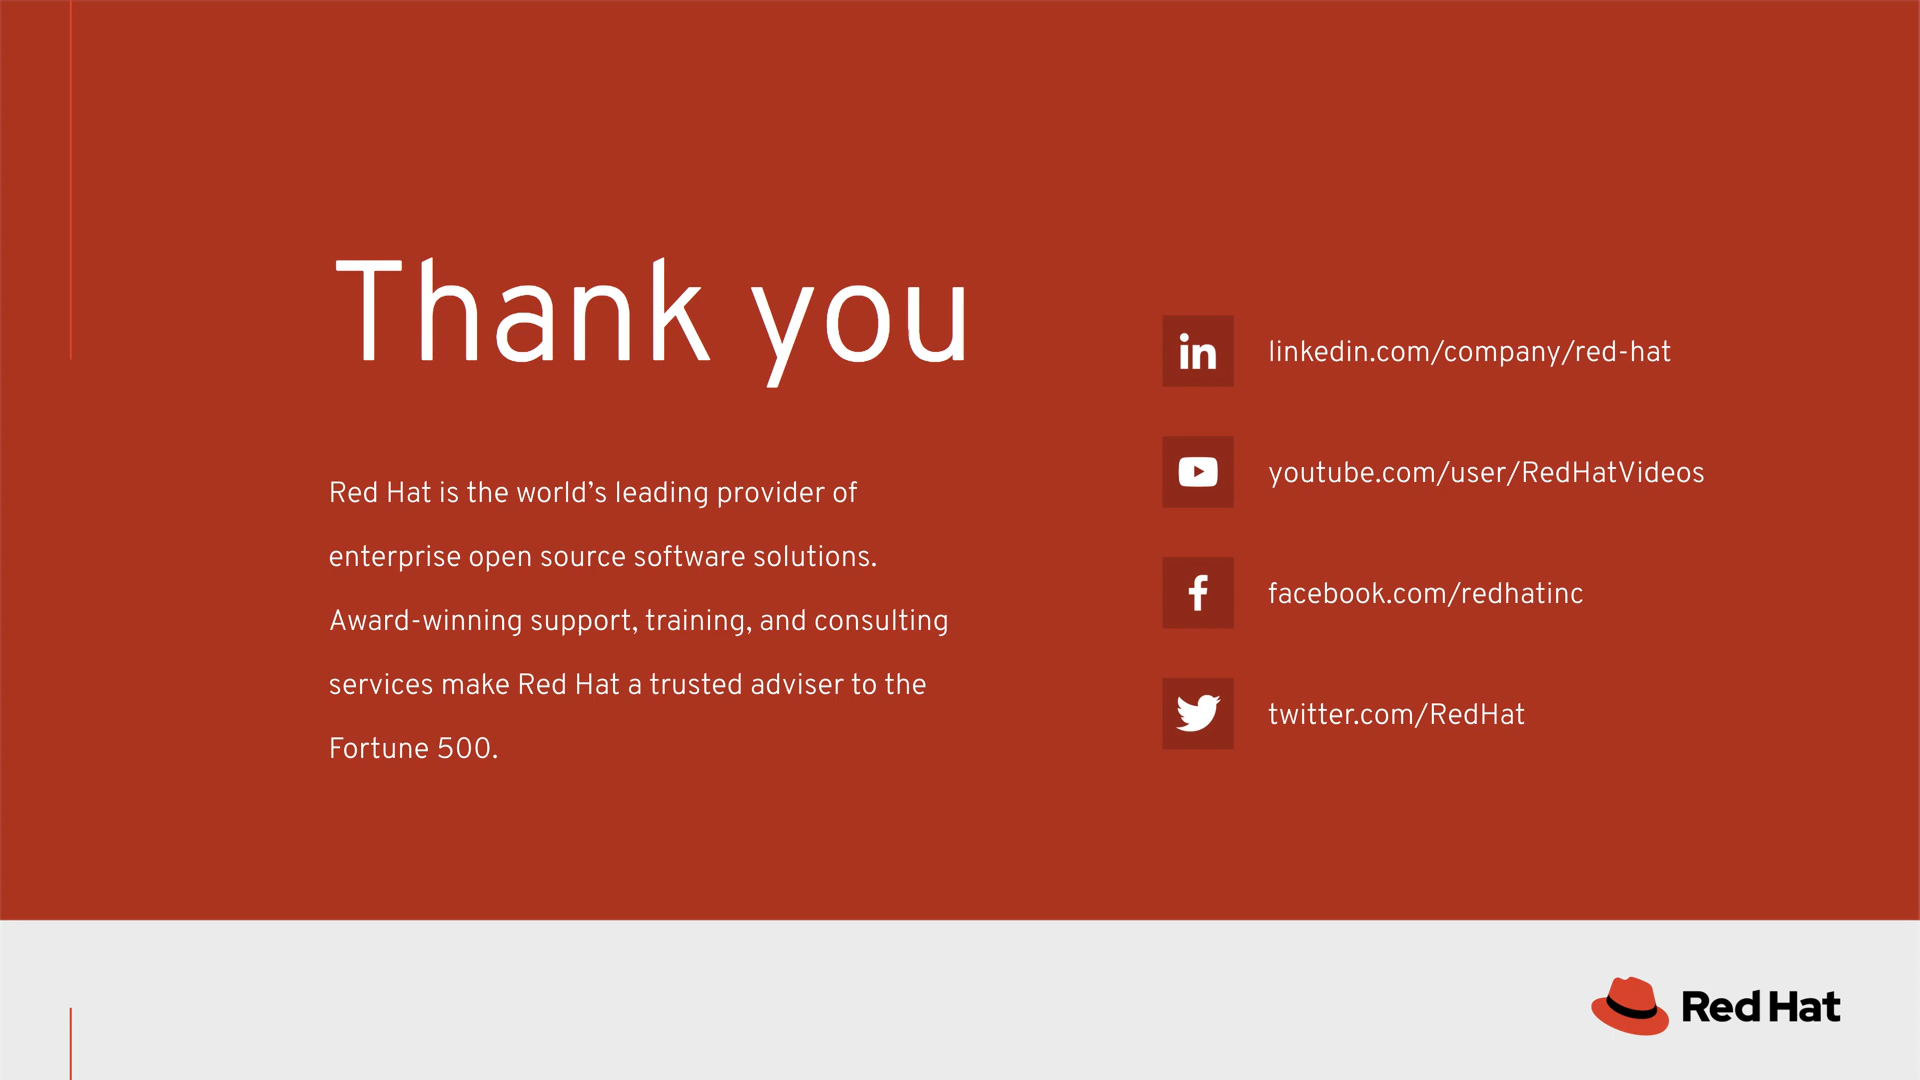 Thank you
Red Hat is the world’s leading provider of
enterprise open source software solutions.
Award-winning support, training, and consulting
services make Red Hat a trusted adviser to the
Fortune 500.
in
linkedin.com/company/red-hat
youtube.com/user/RedHatVideos
f
facebook.com/redhatinc
twitter.com/RedHat
Red Hat